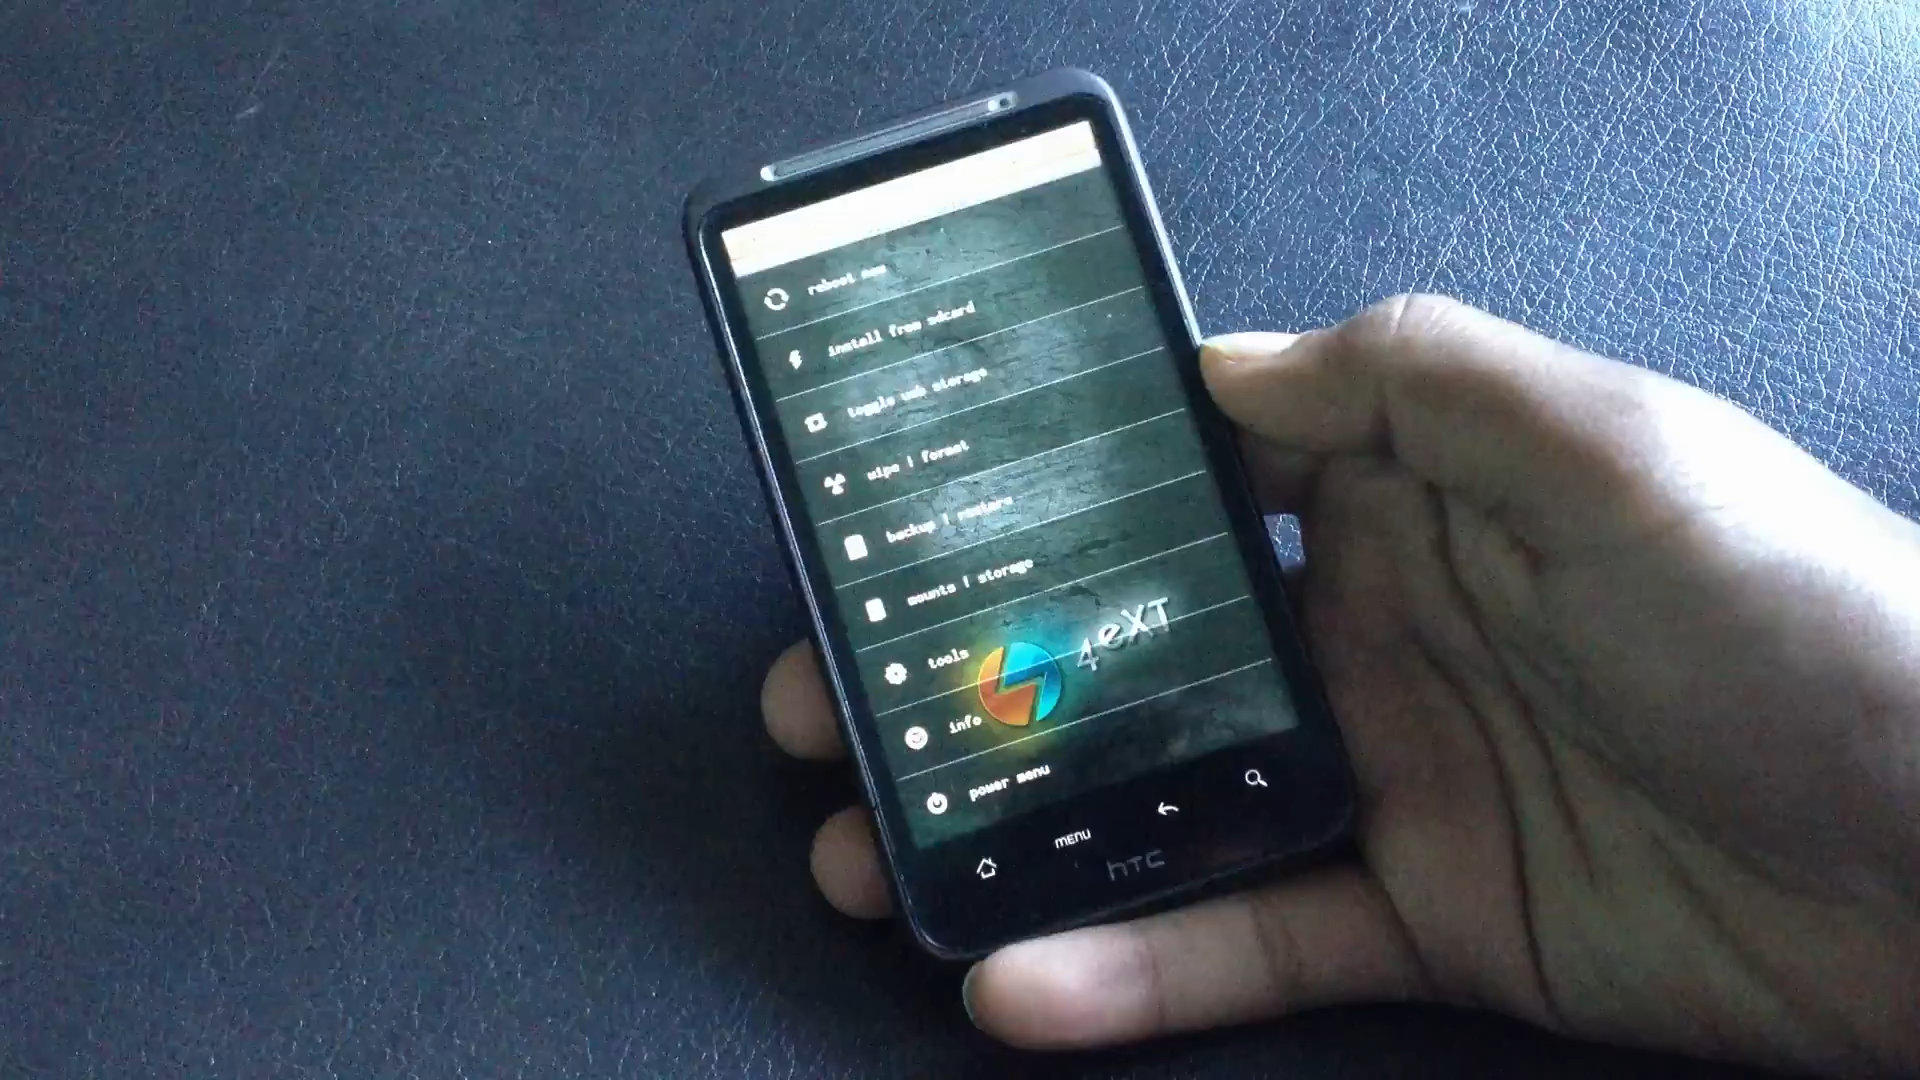 reboot now
install from sdcard
toggle usb storage
wipe | format
backup | restore
mounts | storage
tools
4eXT
info
power menu
MENU
hTC